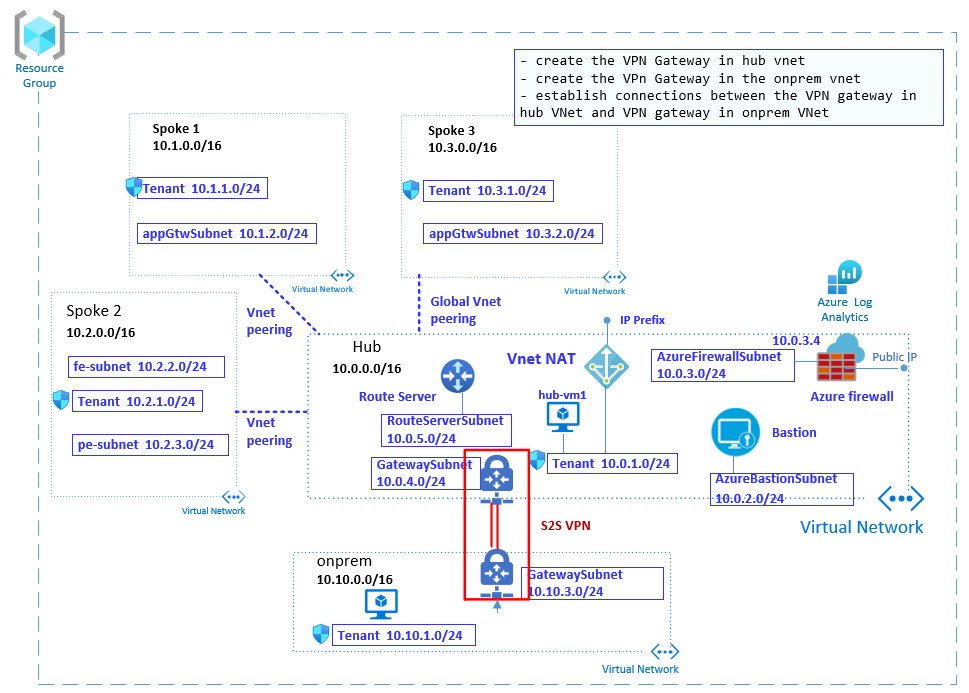 Resource
Group
- create the VPN Gateway in hub vnet
- create the VPn Gateway in the onprem vnet
- establish connections between the VPN gateway in
hub VNet and VPN gateway in onprem VNet
Spoke 1
10.1.0.0/16
Tenant 10.1.1.0/24
appGtwSubnet 10.1.2.0/24
Virtual Network
Spoke 3
10.3.0.0/16
Tenant 10.3.1.0/24
appGtwSubnet 10.3.2.0/24
Virtual Network
Azure Log
Analytics
Spoke 2
10.2.0.0/16
fe-subnet 10.2.2.0/24
Tenant 10.2.1.0/24
pe-subnet 10.2.3.0/24
Virtual Network
Vnet
peering
Global Vnet
peering
Vnet
peering
IP Prefix
Hub
10.0.0.0/16
Route Server
RouteServerSubnet
10.0.5.0/24
GatewaySubnet
10.0.4.0/24
Vnet NAT
hub-vm1
Tenant 10.0.1.0/24
10.0.3.4
AzureFirewallSubnet
10.0.3.0/24
Public IP
Azure firewall
Bastion
AzureBastionSubnet
10.0.2.0/24
Virtual Network
S2S VPN
onprem
10.10.0.0/16
GatewaySubnet
10.10.3.0/24
Tenant 10.10.1.0/24
Virtual Network